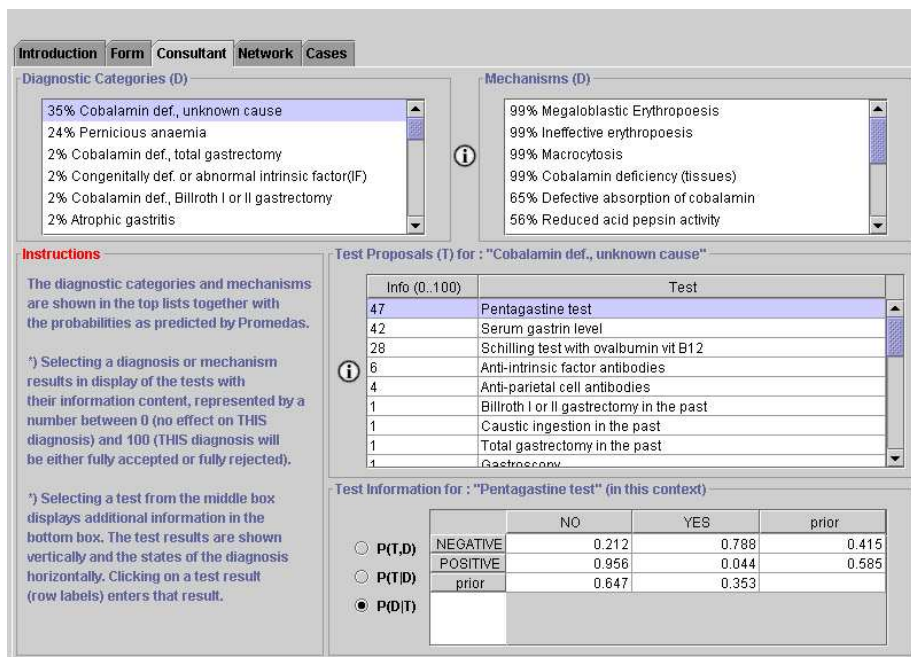 Introduction Form Consultant Network Cases
Diagnostic Categories (D)
35% Cobalamin def., unknown cause
24% Pernicious anaemia
2% Cobalamin def., total gastrectomy
2% Congenitally def. or abnormal intrinsic factor(IF)
2% Cobalamin def., Billroth I or II gastrectomy
2% Atrophic gastritis
Mechanisms (D)
99% Megaloblastic Erythropoesis
99% Ineffective erythropoesis
99% Macrocytosis
99% Cobalamin deficiency (tissues)
65% Defective absorption of cobalamin
56% Reduced acid pepsin activity
Instructions
The diagnostic categories and mechanisms
are shown in the top lists together with
the probabilities as predicted by Promedas.
*) Selecting a diagnosis or mechanism
results in display of the tests with
their information content, represented by a
number between 0 (no effect on THIS
diagnosis) and 100 (THIS diagnosis will
be either fully accepted or fully rejected).
*) Selecting a test from the middle box
displays additional information in the
bottom box. The test results are shown
vertically and the states of the diagnosis
horizontally. Clicking on a test result
(row labels) enters that result.
Test Proposals (T) for : "Cobalamin def., unknown cause"
Info (0..100) Test
47 Pentagastine test
42 Serum gastrin level
28 Schilling test with ovalbumin vit B12
6 Anti-intrinsic factor antibodies
4 Anti-parietal cell antibodies
1 Billroth I or II gastrectomy in the past
1 Caustic ingestion in the past
1 Total gastrectomy in the past
1 Gastroscopy
Test Information for : "Pentagastine test" (in this context)
P(T,D)
P(T|D)
P(D|T)
NO YES prior
NEGATIVE 0.212 0.788 0.415
POSITIVE 0.956 0.044 0.585
prior 0.647 0.353